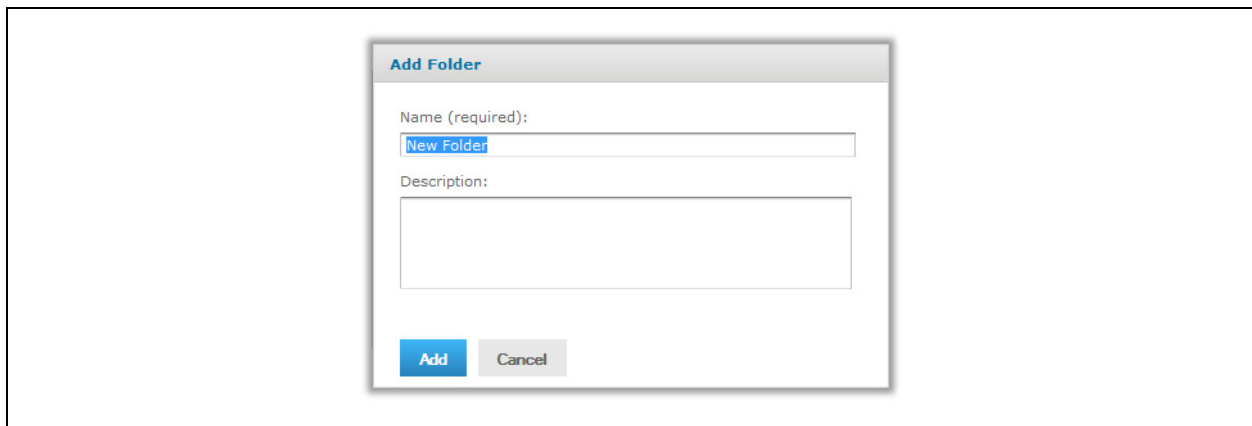 Add Folder
Name (required):
New Folder
Description:
Add Cancel